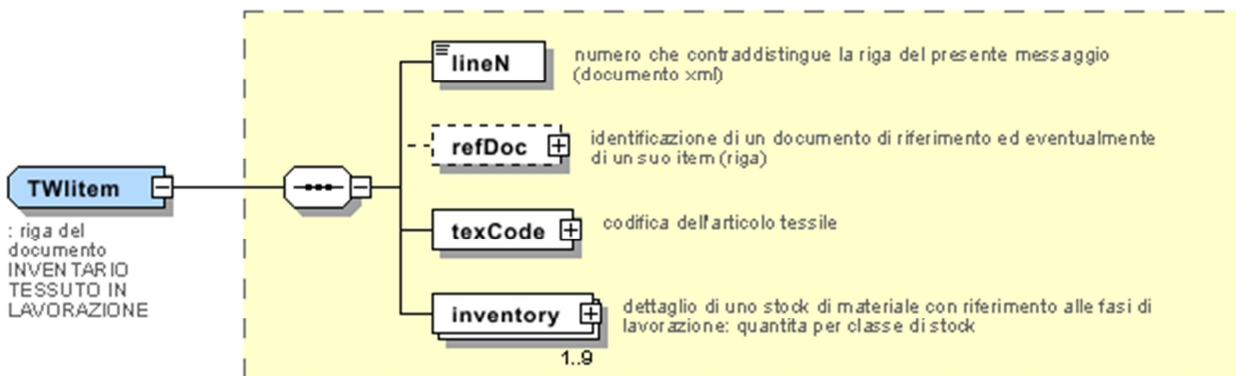 lineN
numero che contraddistingue la riga del presente messaggio
(documento xml)
refDoc
identificazione di un documento di riferimento ed eventualmente
di un suo item (riga)
TWIitem
: riga del
documento
INVENTARIO
TESSUTO IN
LAVORAZIONE
texCode
codifica dell'articolo tessile
inventory
dettaglio di uno stock di materiale con riferimento alle fasi di
lavorazione: quantita per classe di stock
1..9